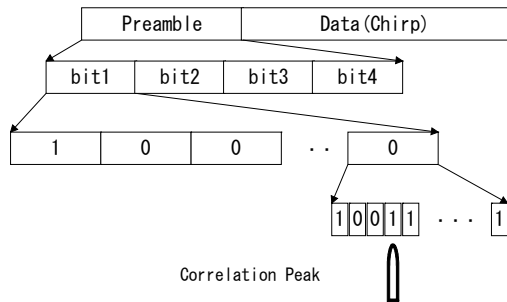 Preamble Data(Chirp)
bit1 bit2 bit3 bit4
1 0 0 ·· 0
1 0 0 1 1 ··· 1
Correlation Peak